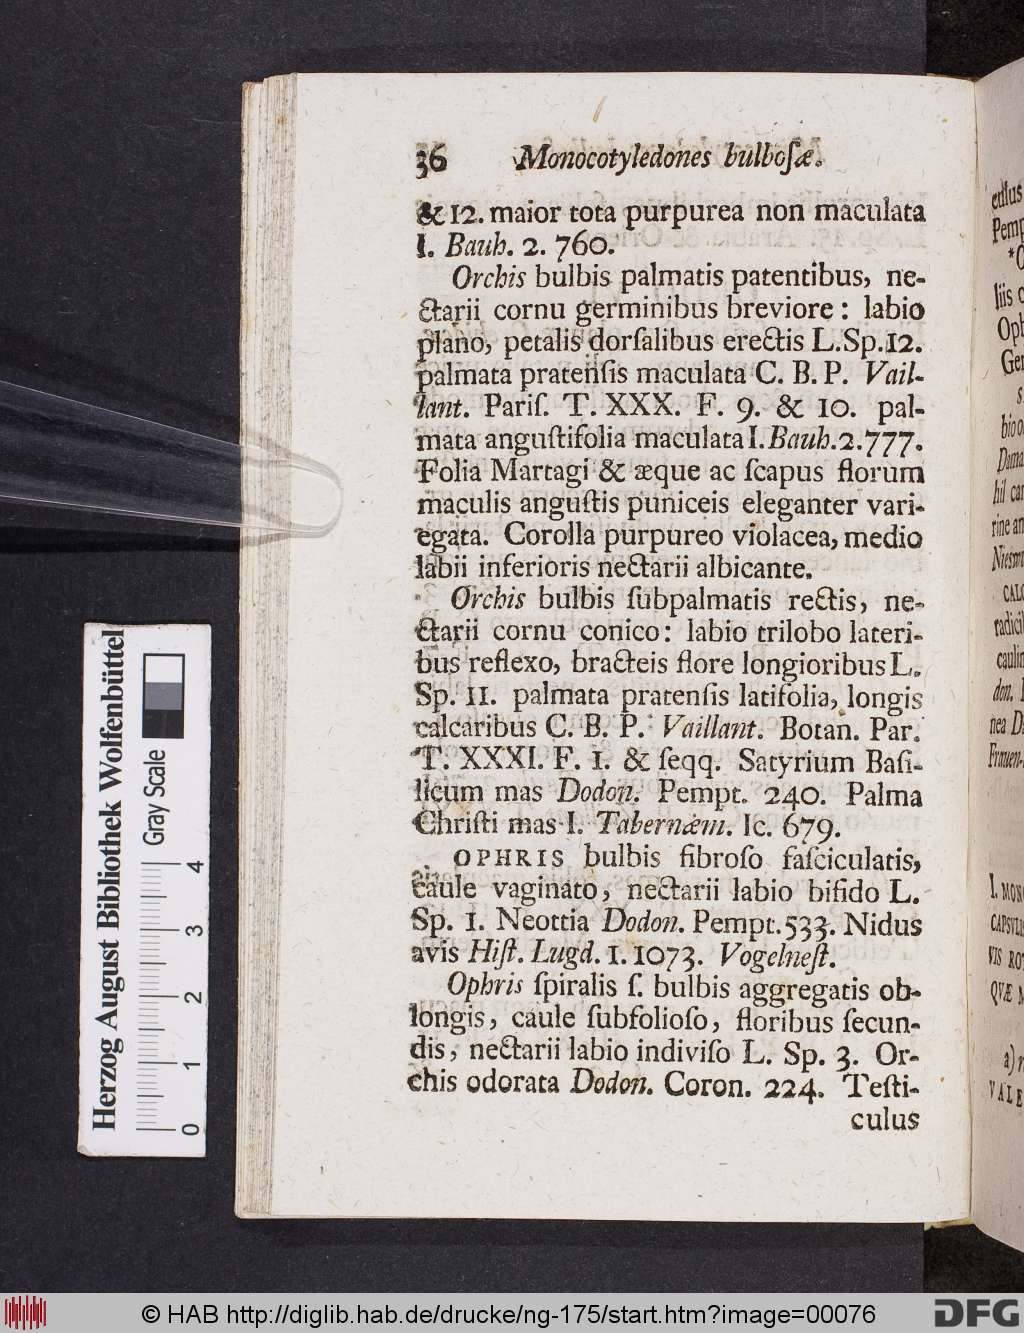 36 Monocotyledones bulboſæ.
& 12. maior tota purpurea non maculata
I. Bauh. 2. 760.
Orchis bulbis palmatis patentibus, ne-
ctarii cornu germinibus breviore: labio
plano, petalis dorſalibus erectis L. Sp. 12.
palmata pratenſis maculata C. B. P. Vail-
lant. Pariſ. T. XXX. F. 9. & 10. pal-
mata anguſtifolia maculata I. Bauh. 2. 777.
Folia Martagi & æque ac ſcapus florum
maculis anguſtis puniceis eleganter vari-
egata. Corolla purpureo violacea, medio
labii inferioris nectarii albicante.
Orchis bulbis ſubpalmatis rectis, ne-
ctarii cornu conico: labio trilobo lateri-
bus reflexo, bracteis flore longioribus L.
Sp. 11. palmata pratenſis latifolia, longis
calcaribus C. B. P. Vaillant. Botan. Par.
T. XXXI. F. 1. & ſeqq. Satyrium Baſi-
licum mas Dodon. Pempt. 240. Palma
Chriſti mas I. Tabernæm. Ic. 679.
OPHRIS bulbis fibroſo faſciculatis,
caule vaginato, nectarii labio bifido L.
Sp. 1. Neottia Dodon. Pempt. 533. Nidus
avis Hiſt. Lugd. 1. 1073. Vogelneſt.
Ophris ſpiralis ſ. bulbis aggregatis ob-
longis, caule ſubfolioſo, floribus ſecun-
dis, nectarii labio indiviſo L. Sp. 3. Or-
chis odorata Dodon. Coron. 224. Teſti-
culus
Herzog August Bibliothek Wolfenbüttel
Gray Scale
0 1 2 3 4
© HAB http://diglib.hab.de/drucke/ng-175/start.htm?image=00076
DFG